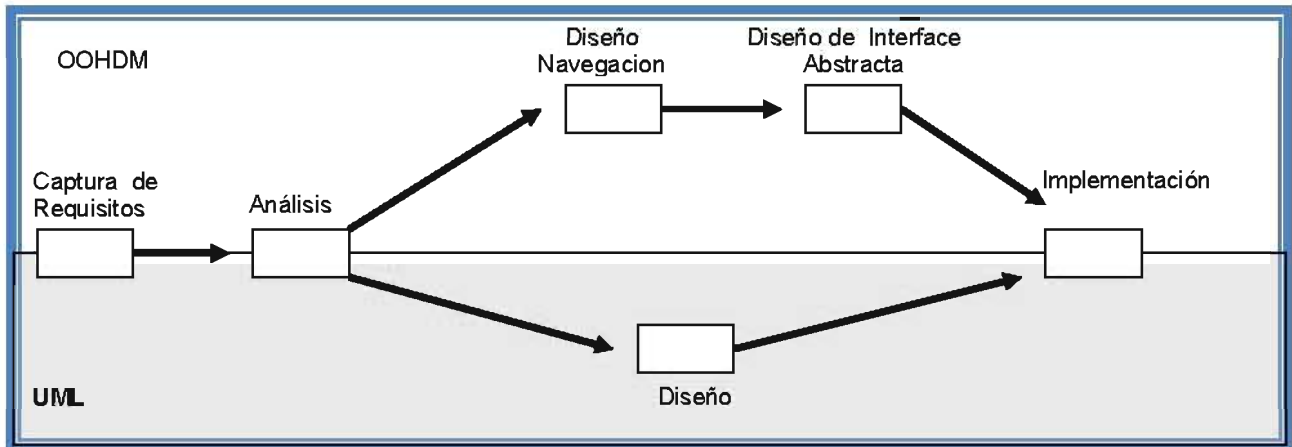 OOHDM
Diseño
Navegacion
Diseño de Interface
Abstracta
Captura de
Requisitos
Análisis
Implementación
Diseño
UML